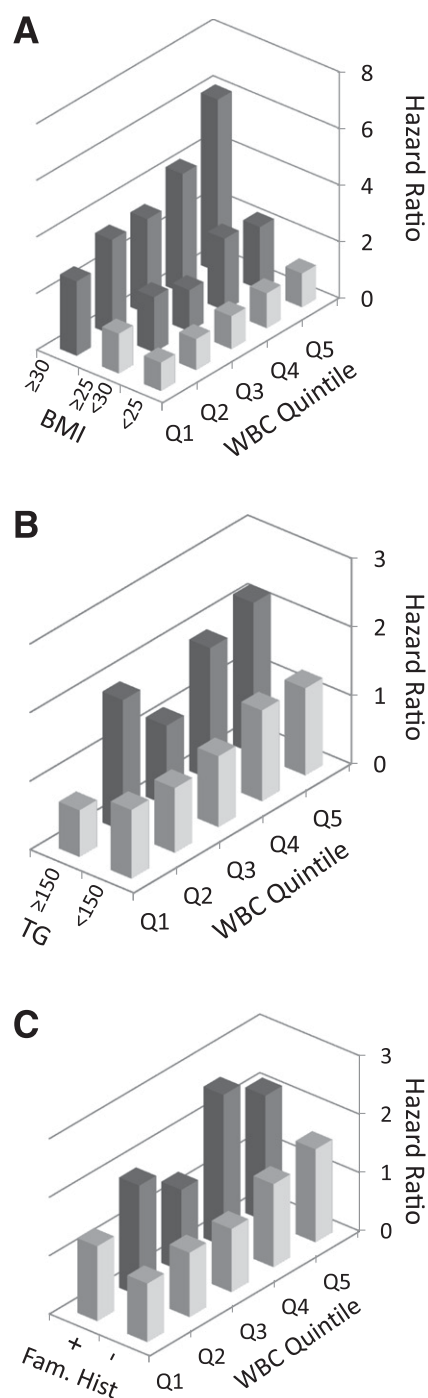 A
8
6
4
2
0
Hazard Ratio
≥30
≥25
<30
<25
BMI
Q1
Q2
Q3
Q4
Q5
WBC Quintile
B
3
2
1
0
Hazard Ratio
≥150
<150
TG
Q1
Q2
Q3
Q4
Q5
WBC Quintile
C
3
2
1
0
Hazard Ratio
+
-
Fam. Hist
Q1
Q2
Q3
Q4
Q5
WBC Quintile